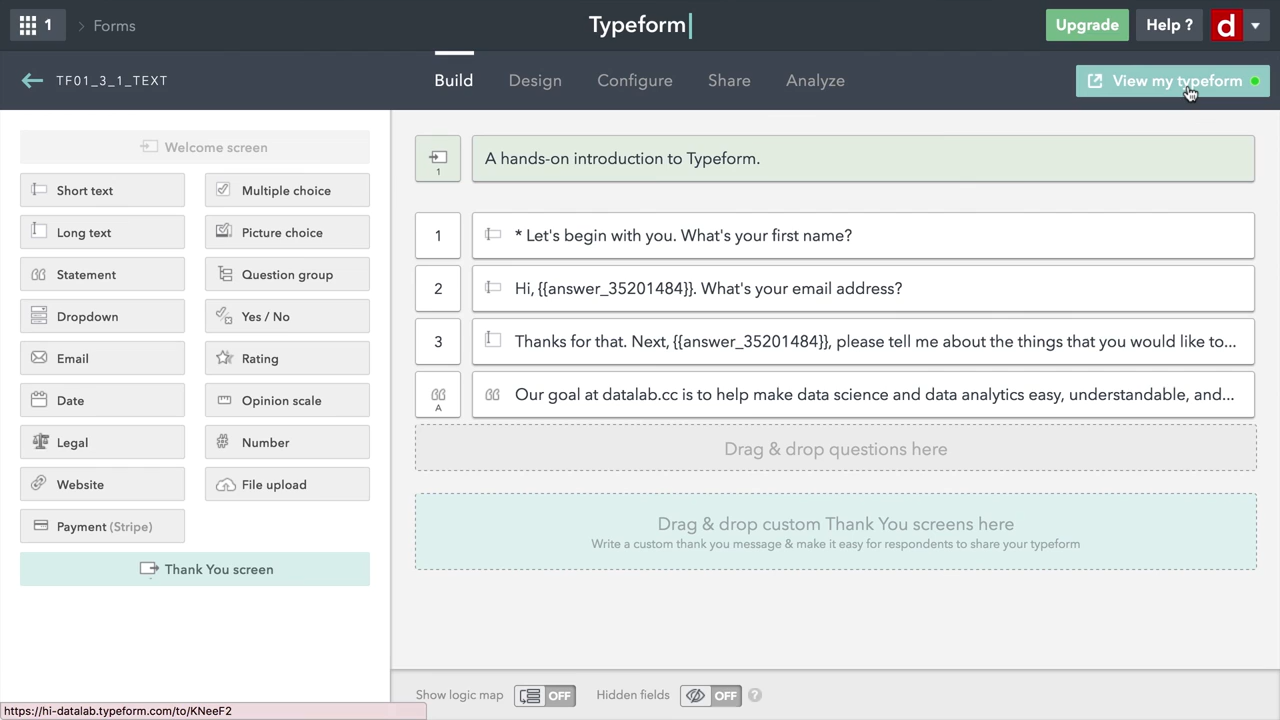 1
Forms
Typeform
Upgrade
Help ?
d
TF01_3_1_TEXT
Build
Design
Configure
Share
Analyze
View my typeform
Welcome screen
Short text
Multiple choice
Long text
Picture choice
Statement
Question group
Dropdown
Yes / No
Email
Rating
Date
Opinion scale
Legal
Number
Website
File upload
Payment (Stripe)
Thank You screen
1
A hands-on introduction to Typeform.
1
* Let's begin with you. What's your first name?
2
Hi, {{answer_35201484}}. What's your email address?
3
Thanks for that. Next, {{answer_35201484}}, please tell me about the things that you would like to...
A
Our goal at datalab.cc is to help make data science and data analytics easy, understandable, and...
Drag & drop questions here
Drag & drop custom Thank You screens here
Write a custom thank you message & make it easy for respondents to share your typeform
Show logic map
OFF
Hidden fields
OFF
?
https://hi-datalab.typeform.com/to/KNeeF2